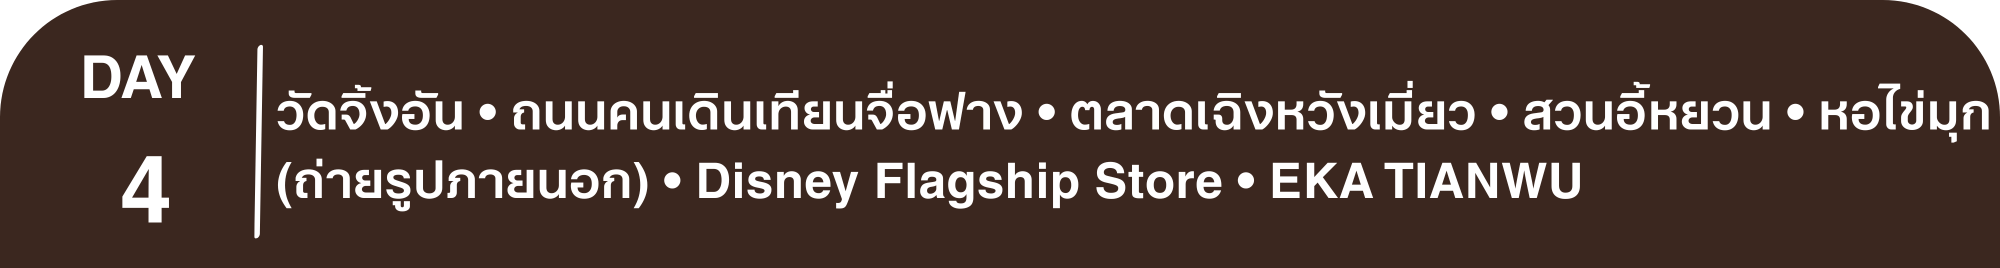 DAY
4
วัดจิ้งอัน • ถนนคนเดินเทียนจื่อฟาง • ตลาดเฉิงหวังเมี่ยว • สวนอี้หยวน • หอไข่มุก
(ถ่ายรูปภายนอก) • Disney Flagship Store • EKA TIANWU